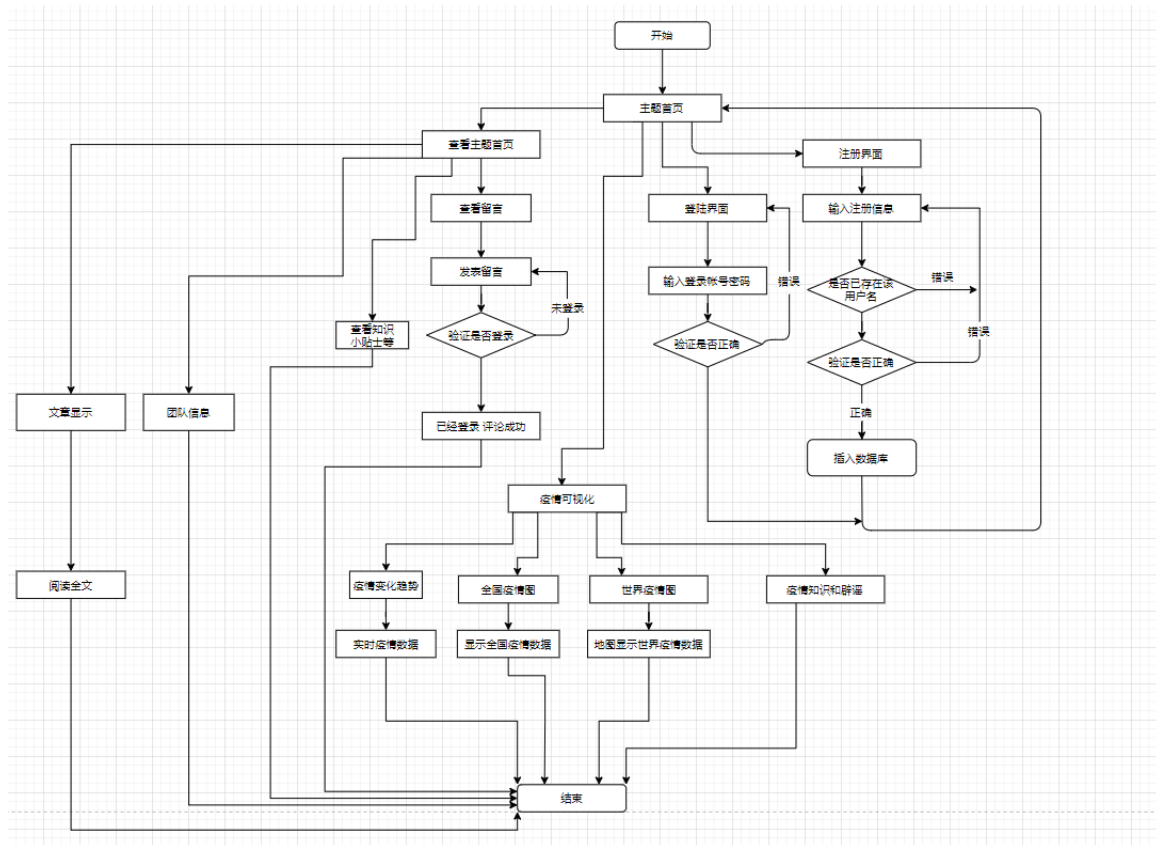 开始
主题首页
查看主题首页
注册界面
查看留言
登陆界面
输入注册信息
发表留言
输入登录帐号密码
错误
是否已存在该
用户名
错误
未登录
查看知识
小贴士等
验证是否登录
验证是否正确
错误
验证是否正确
文章显示
团队信息
正确
已经登录 评论成功
插入数据库
疫情可视化
阅读全文
疫情变化趋势
全国疫情图
世界疫情图
疫情知识和辟谣
实时疫情数据
显示全国疫情数据
地图显示世界疫情数据
结束